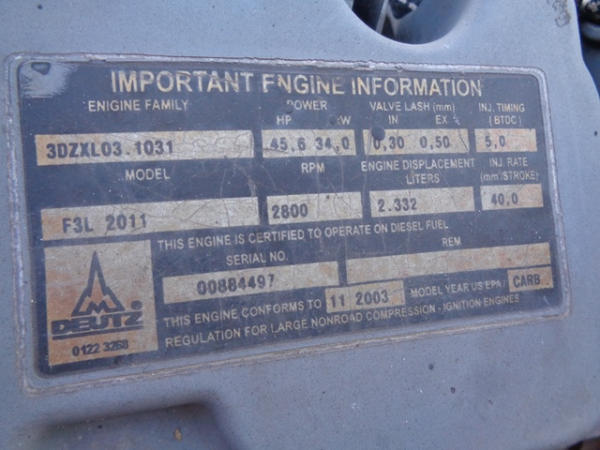 IMPORTANT ENGINE INFORMATION
ENIGINE FAMILY POWER VALVE LASH (mm) INJ. TIMING
HP KW IN EX (BTDC)
3DZXL03.1031 45,6 34,0 0,30 0,50 5,0
MODEL RPM ENGINE DISPLACEMENT INJ. RATE
LITERS (mm³/STROKE)
F3L 2011 2800 2.332 40,0
THIS ENGINE IS CERTIFIED TO OPERATE ON DIESEL FUEL
SERIAL NO. REM
00884497
THIS ENGINE CONFORMS TO 11 2003 MODEL YEAR US EPA CARB
REGULATION FOR LARGE NONROAD COMPRESSION - IGNITION ENGINES
DEUTZ
0122 3268